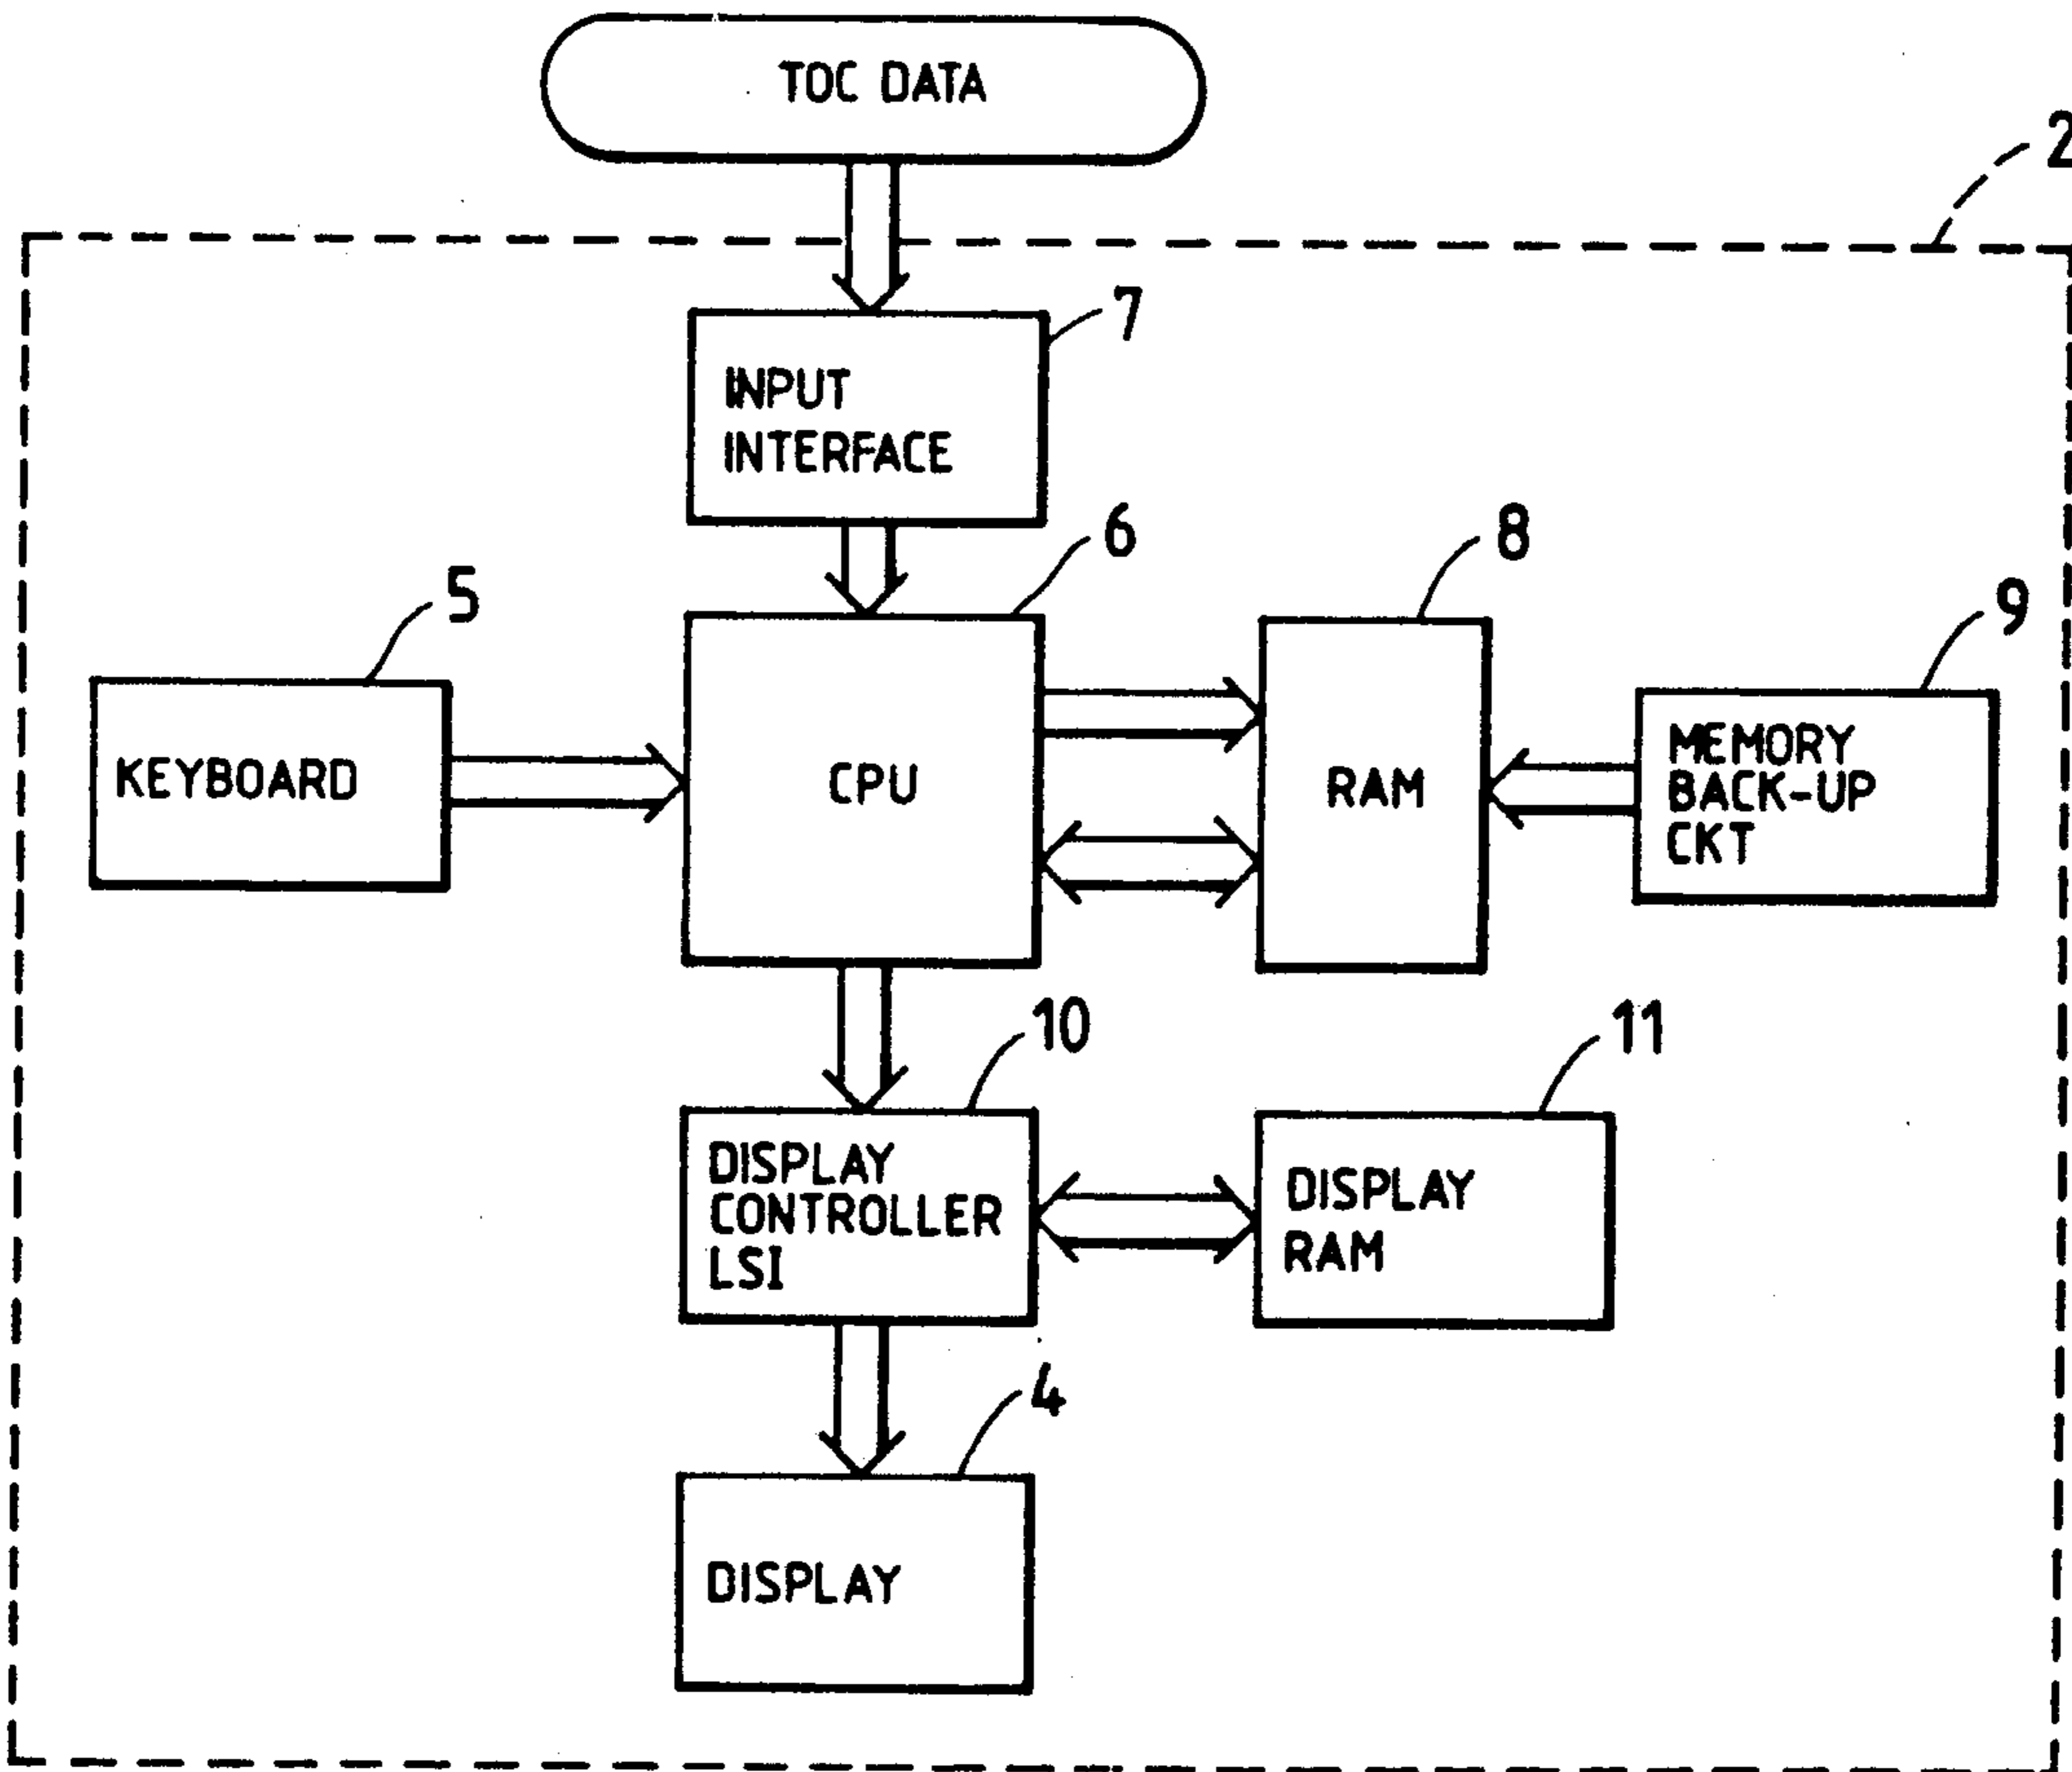 TOC DATA
2
7
INPUT
INTERFACE
6
8
5
9
KEYBOARD
CPU
RAM
MEMORY
BACK-UP
CKT
10
11
DISPLAY
CONTROLLER
LSI
DISPLAY
RAM
4
DISPLAY